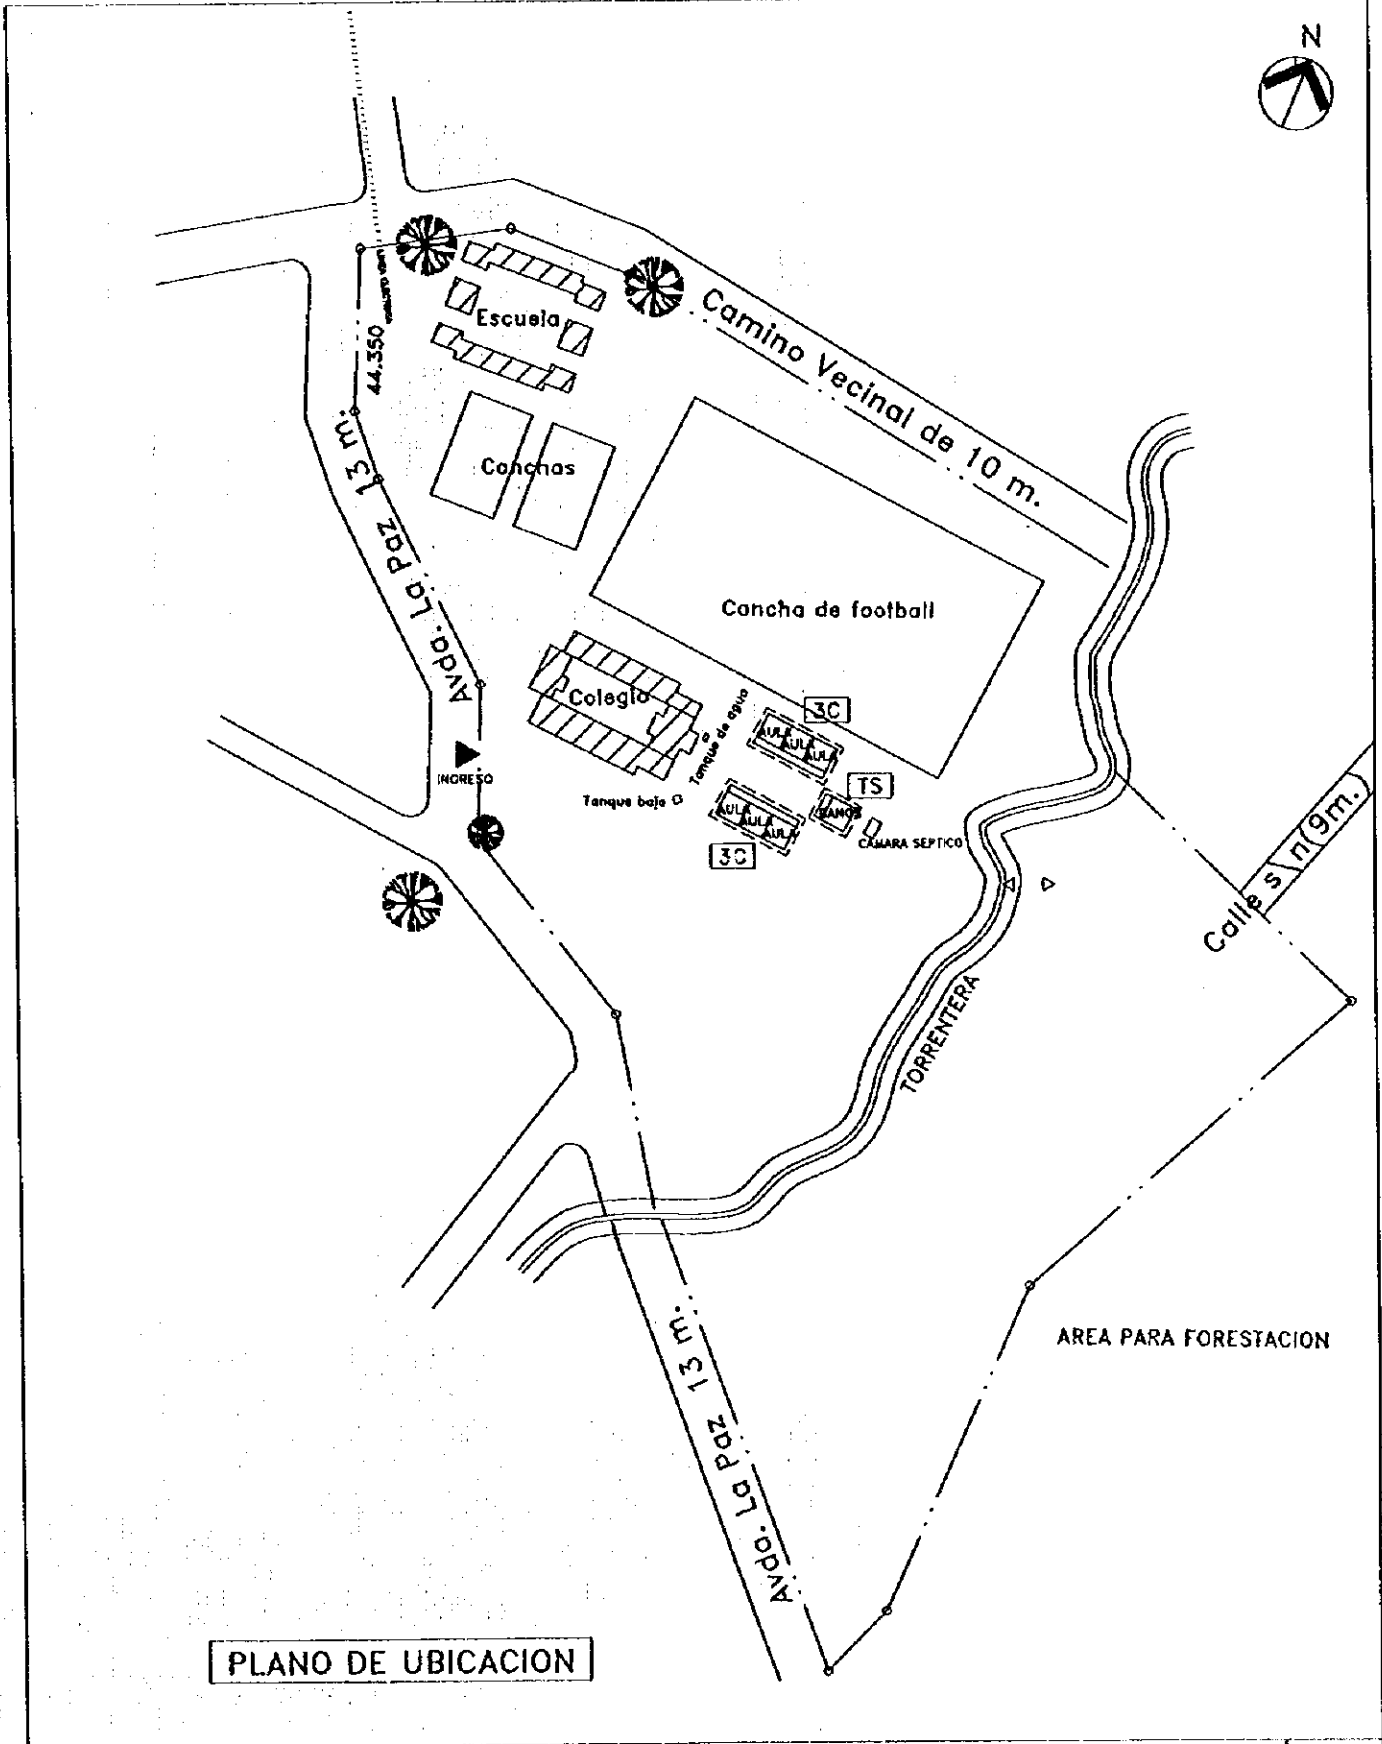 N
44.350
Escuela
Camino Vecinal de 10 m.
Canchas
Avda. La Paz 13 m.
Cancha de football
Colegio
Tanque de agua
3C
AULA
AULA
AULA
INGRESO
TS
Tanque bajo
AULA
AULA
AULA
BANOS
CAMARA SEPTICO
3C
Calle s\n(9m.)
TORRENTERA
AREA PARA FORESTACION
Avda. La Paz 13 m.
PLANO DE UBICACION